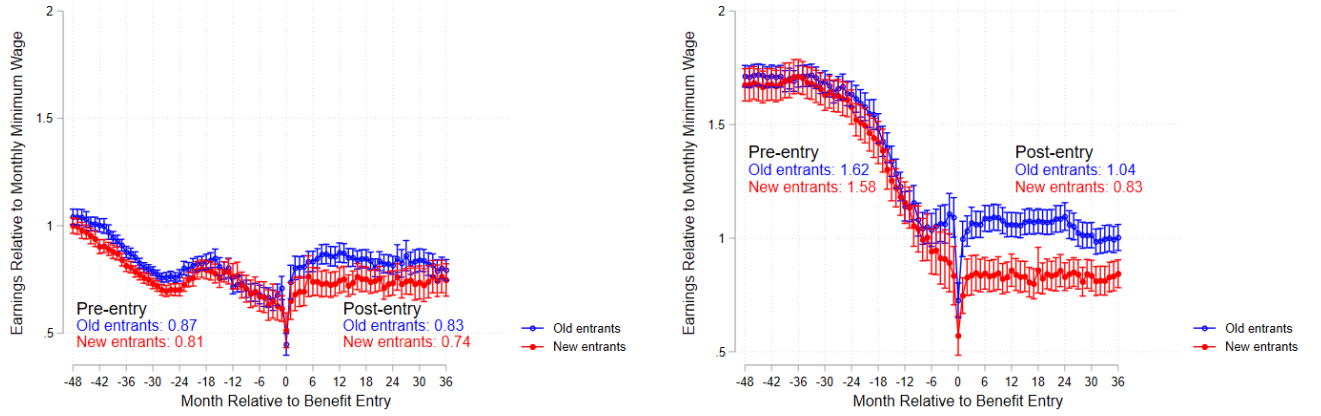 Earnings Relative to Monthly Minimum Wage
2
1.5
1
.5
Pre-entry
Old entrants: 0.87
New entrants: 0.81
Post-entry
Old entrants: 0.83
New entrants: 0.74
-48 -42 -36 -30 -24 -18 -12 -6 0 6 12 18 24 30 36
Month Relative to Benefit Entry
Old entrants
New entrants
Earnings Relative to Monthly Minimum Wage
2
1.5
1
.5
Pre-entry
Old entrants: 1.62
New entrants: 1.58
Post-entry
Old entrants: 1.04
New entrants: 0.83
-48 -42 -36 -30 -24 -18 -12 -6 0 6 12 18 24 30 36
Month Relative to Benefit Entry
Old entrants
New entrants